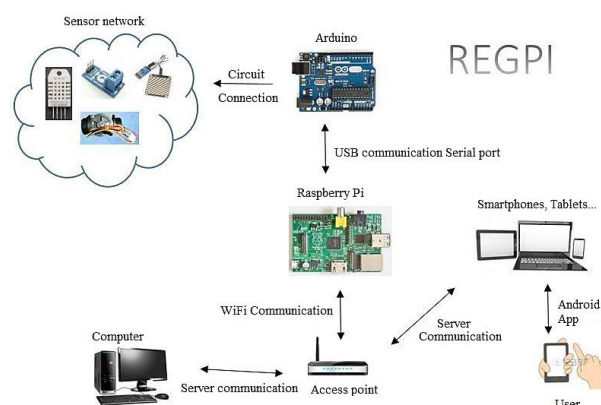 Sensor network
Arduino
REGPI
Circuit
Connection
USB communication Serial port
Raspberry Pi
Smartphones, Tablets...
WiFi Communication
Server
Communication
Android
App
Computer
Server communication
Access point
User